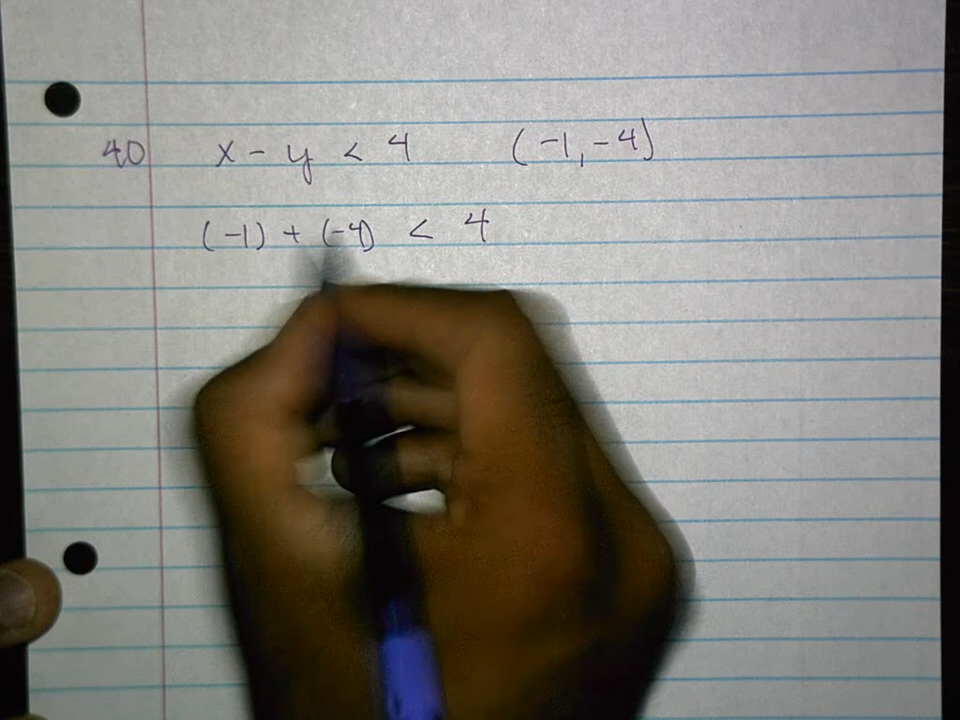 40 x - y < 4 (-1, -4)
(-1) + (-4) < 4